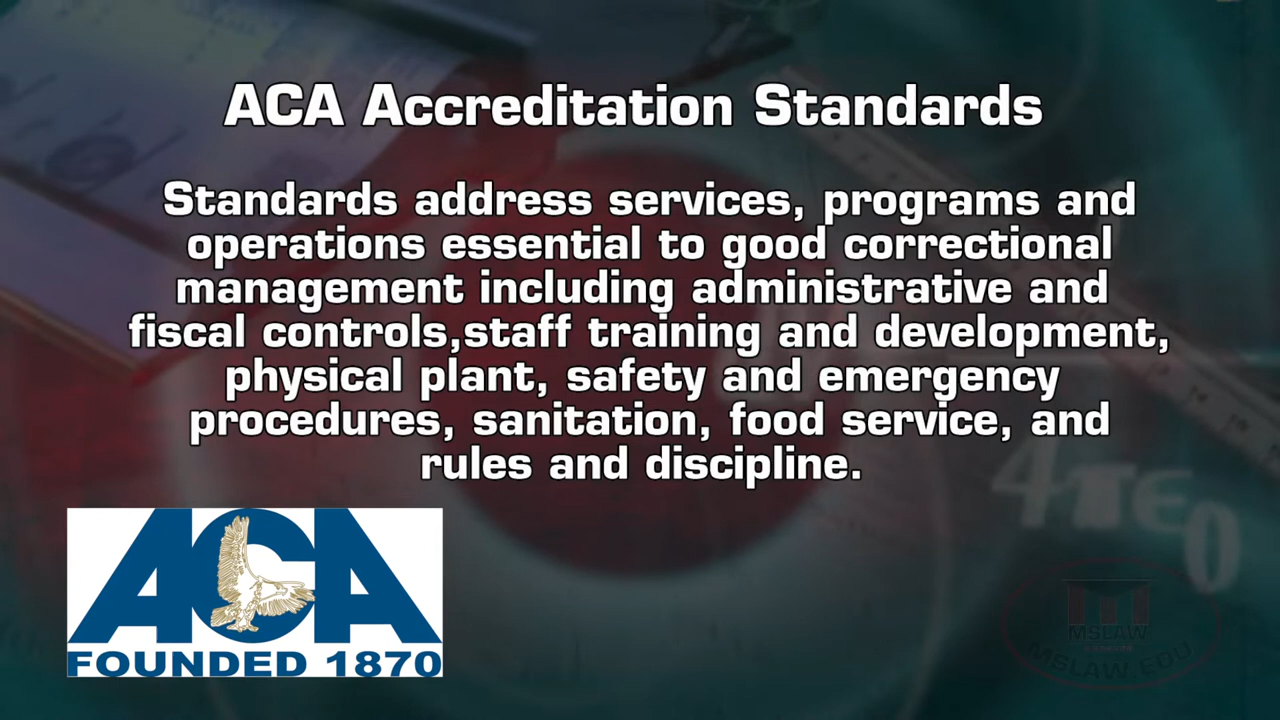 ACA Accreditation Standards
Standards address services, programs and
operations essential to good correctional
management including administrative and
fiscal controls,staff training and development,
physical plant, safety and emergency
procedures, sanitation, food service, and
rules and discipline.
4πε0
ACA
FOUNDED 1870
MSLAW
MSLAW.EDU